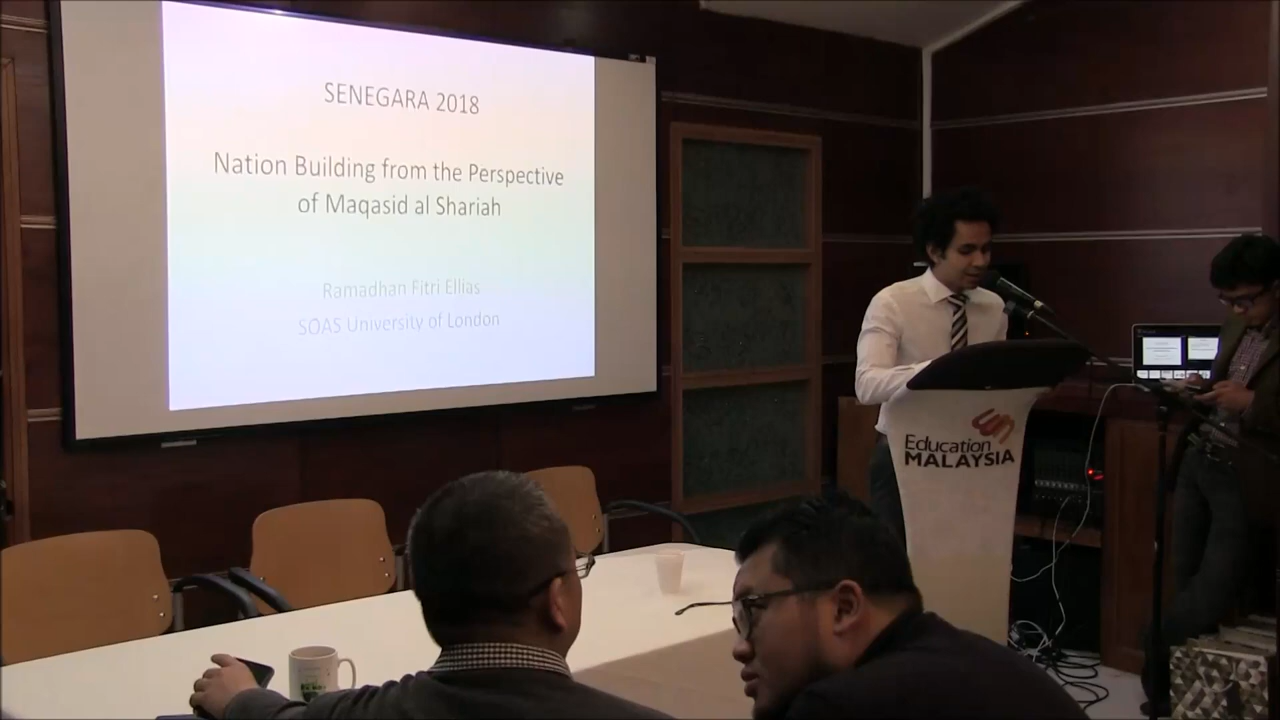 SENEGARA 2018
Nation Building from the Perspective
of Maqasid al Shariah
Ramadhan Fitri Ellias
SOAS University of London
Education
MALAYSIA